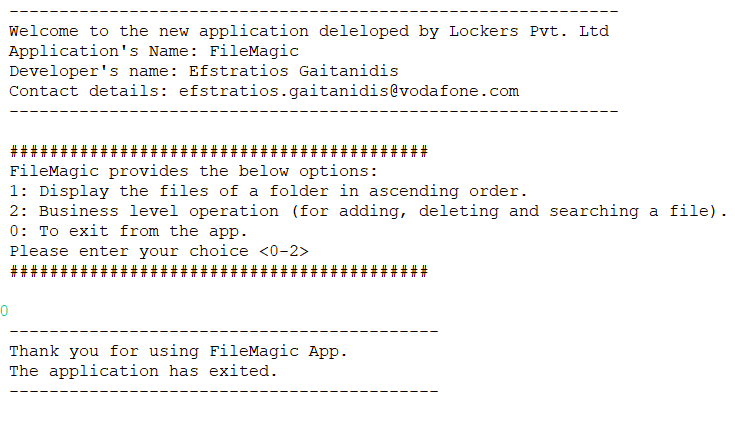 -------------------------------------------------------------
Welcome to the new application deleloped by Lockers Pvt. Ltd
Application's Name: FileMagic
Developer's name: Efstratios Gaitanidis
Contact details: efstratios.gaitanidis@vodafone.com
-------------------------------------------------------------
##########################################
FileMagic provides the below options:
1: Display the files of a folder in ascending order.
2: Business level operation (for adding, deleting and searching a file).
0: To exit from the app.
Please enter your choice <0-2>
##########################################
0
-------------------------------------------
Thank you for using FileMagic App.
The application has exited.
-------------------------------------------